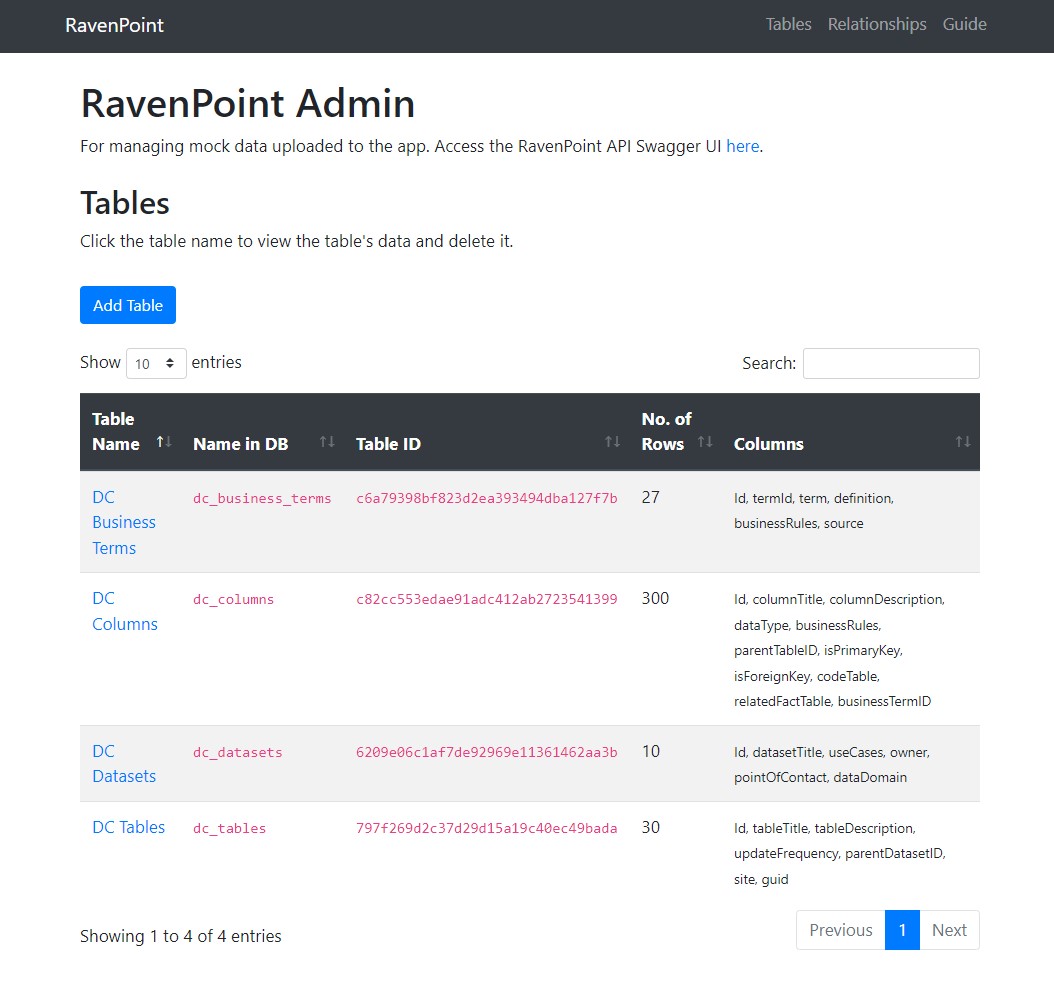 RavenPoint
Tables Relationships Guide
RavenPoint Admin
For managing mock data uploaded to the app. Access the RavenPoint API Swagger UI here.
Tables
Click the table name to view the table's data and delete it.
Add Table
Show 10 entries
Search:
Table Name Name in DB Table ID No. of Rows Columns
DC Business Terms dc_business_terms c6a79398bf823d2ea393494dba127f7b 27 Id, termId, term, definition,
businessRules, source
DC Columns dc_columns c82cc553edae91adc412ab2723541399 300 Id, columnTitle, columnDescription,
dataType, businessRules,
parentTableID, isPrimaryKey,
isForeignKey, codeTable,
relatedFactTable, businessTermID
DC Datasets dc_datasets 6209e06c1af7de92969e11361462aa3b 10 Id, datasetTitle, useCases, owner,
pointOfContact, dataDomain
DC Tables dc_tables 797f269d2c37d29d15a19c40ec49bada 30 Id, tableTitle, tableDescription,
updateFrequency, parentDatasetID,
site, guid
Showing 1 to 4 of 4 entries
Previous 1 Next